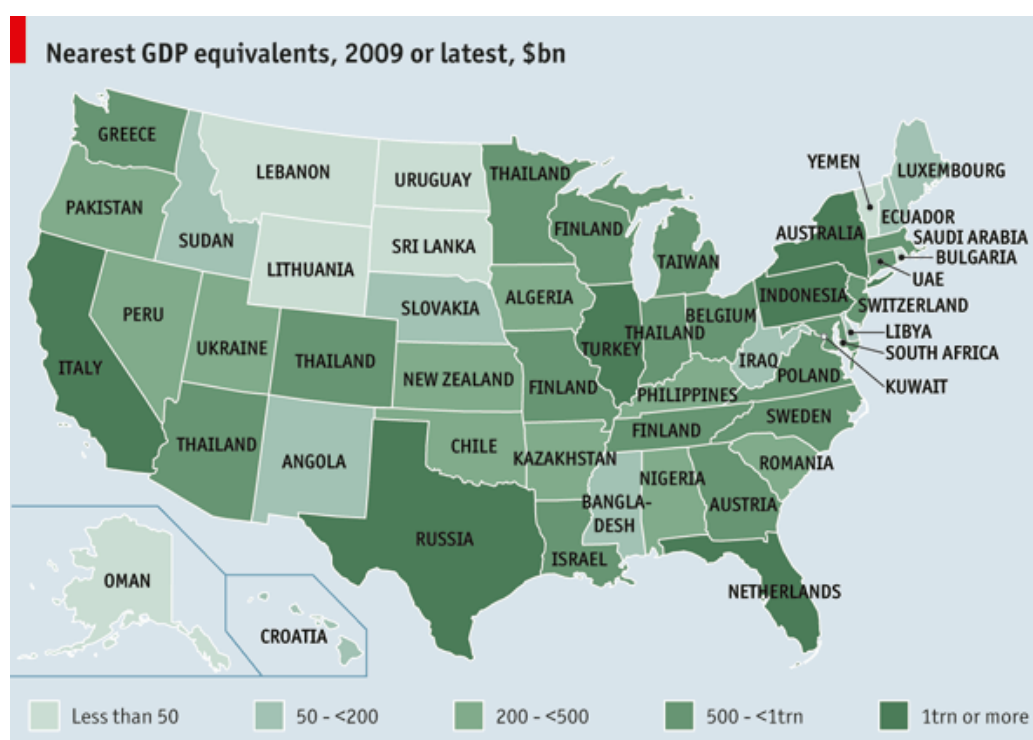 Nearest GDP equivalents, 2009 or latest, $bn
GREECE
LEBANON
URUGUAY
THAILAND
YEMEN
LUXEMBOURG
PAKISTAN
SUDAN
LITHUANIA
SRI LANKA
FINLAND
TAIWAN
AUSTRALIA
ECUADOR
SAUDI ARABIA
BULGARIA
UAE
PERU
SLOVAKIA
ALGERIA
INDONESIA
SWITZERLAND
ITALY
UKRAINE
THAILAND
NEW ZEALAND
FINLAND
TURKEY
THAILAND
BELGIUM
IRAQ
POLAND
LIBYA
SOUTH AFRICA
KUWAIT
PHILIPPINES
THAILAND
ANGOLA
CHILE
KAZAKHSTAN
FINLAND
SWEDEN
RUSSIA
ISRAEL
BANGLA-
DESH
NIGERIA
AUSTRIA
ROMANIA
NETHERLANDS
OMAN
CROATIA
Less than 50
50 - <200
200 - <500
500 - <1trn
1trn or more